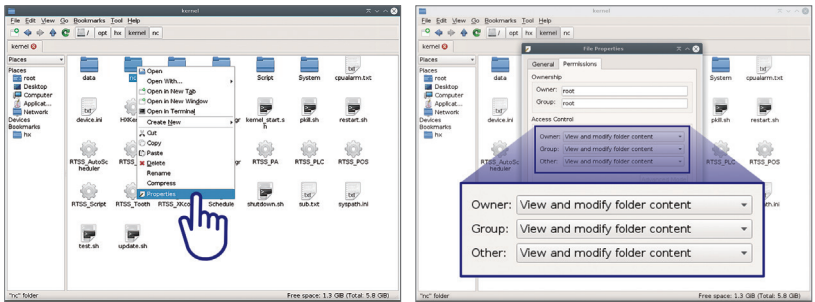 kernel
File Edit View Go Bookmarks Tool Help
/ opt hx kernel nc
kernel
Places
Places
root
Desktop
Computer
Applicat...
Network
Devices
Bookmarks
hx
data
Script
System
cpualarm.txt
Open
Open With...
Open in New Tab
Open in New Window
Open in Terminal
Create New
Cut
Copy
Paste
Delete
Rename
Compress
Properties
device.ini
kernel_start.s
h
pkill.sh
restart.sh
RTSS_PA
RTSS_PLC
RTSS_POS
RTSS_Script
RTSS_Tooth
Schedule
shutdown.sh
sub.txt
syspath.ini
test.sh
update.sh
"nc" folder
Free space: 1.3 GiB (Total: 5.8 GiB)
kernel
File Edit View Go Bookmarks Tool Help
/ opt hx kernel nc
kernel
Places
Places
root
Desktop
Computer
Applicat...
Network
Devices
Bookmarks
hx
data
System
cpualarm.txt
device.ini
pkill.sh
restart.sh
RTSS_AutoSc
heduler
RTSS_PLC
RTSS_POS
File Properties
General
Permissions
Ownership
Owner: root
Group: root
Access Control
Owner: View and modify folder content
Group: View and modify folder content
Other: View and modify folder content
Owner: View and modify folder content
Group: View and modify folder content
Other: View and modify folder content
"nc" folder
Free space: 1.3 GiB (Total: 5.8 GiB)